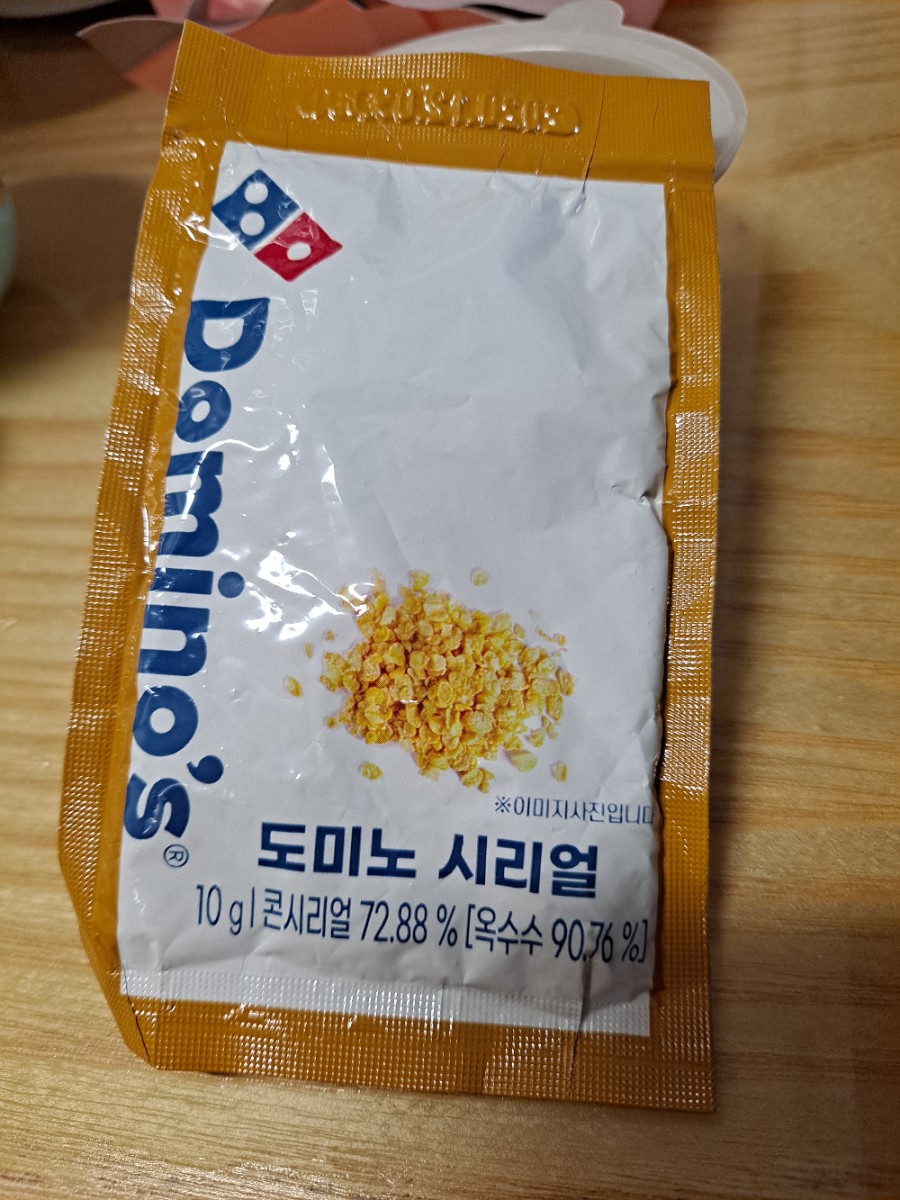 Domino's®
※이미지사진입니다
도미노 시리얼
10 g | 콘시리얼 72.88 % [옥수수 90.76 %]